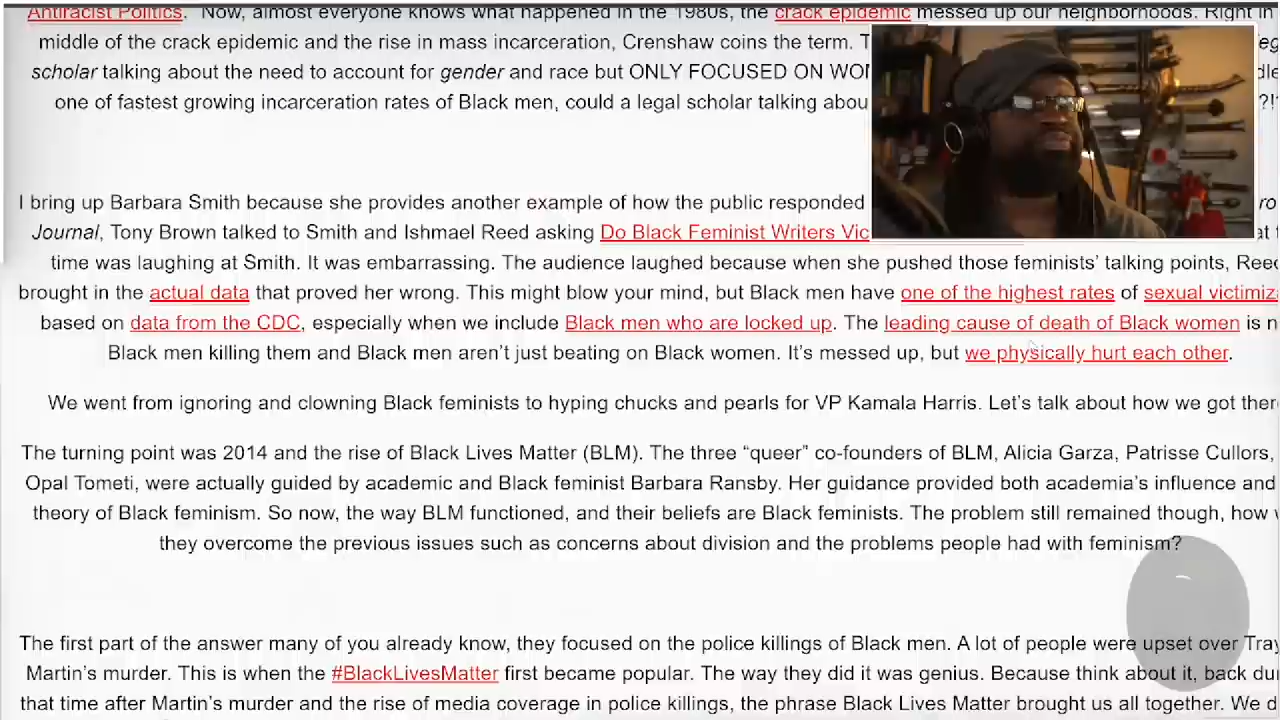 Antiracist Politics. Now, almost everyone knows what happened in the 1980s, the crack epidemic messed up our neighborhoods. Right in
middle of the crack epidemic and the rise in mass incarceration, Crenshaw coins the term.
scholar talking about the need to account for gender and race but ONLY FOCUSED ON
one of fastest growing incarceration rates of Black men, could a legal scholar talking
I bring up Barbara Smith because she provides another example of how the public responded
Journal, Tony Brown talked to Smith and Ishmael Reed asking Do Black Feminist Writers
time was laughing at Smith. It was embarrassing. The audience laughed because when she pushed those feminists' talking points, Reed
brought in the actual data that proved her wrong. This might blow your mind, but Black men have one of the highest rates of sexual
based on data from the CDC, especially when we include Black men who are locked up. The leading cause of death of Black women is
Black men killing them and Black men aren't just beating on Black women. It's messed up, but we physically hurt each other.
We went from ignoring and clowning Black feminists to hyping chucks and pearls for VP Kamala Harris. Let's talk about how we got
The turning point was 2014 and the rise of Black Lives Matter (BLM). The three “queer” co-founders of BLM, Alicia Garza, Patrisse Cullors,
Opal Tometi, were actually guided by academic and Black feminist Barbara Ransby. Her guidance provided both academia's influence and
theory of Black feminism. So now, the way BLM functioned, and their beliefs are Black feminists. The problem still remained though, how
they overcome the previous issues such as concerns about division and the problems people had with feminism?
The first part of the answer many of you already know, they focused on the police killings of Black men. A lot of people were upset over
Martin's murder. This is when the #BlackLivesMatter first became popular. The way they did it was genius. Because think about it, back
that time after Martin's murder and the rise of media coverage in police killings, the phrase Black Lives Matter brought us all together. We